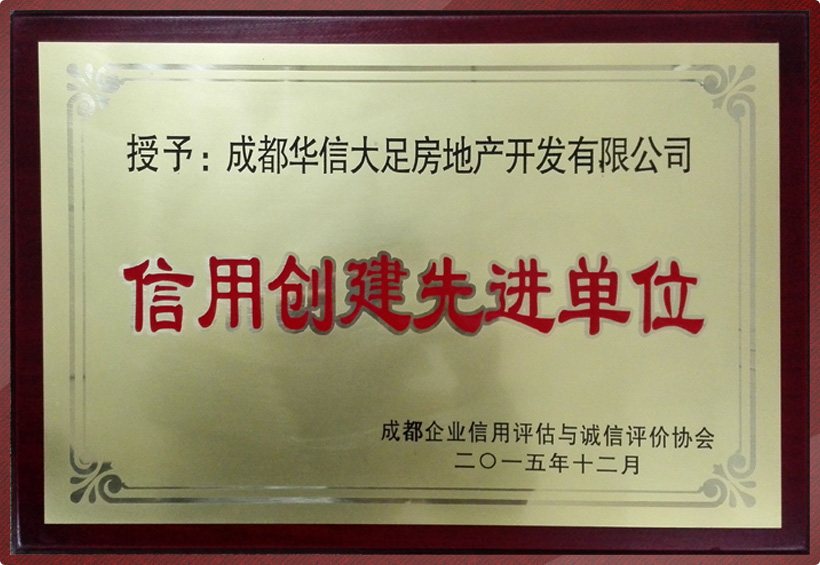 授予：成都华信大足房地产开发有限公司
信用创建先进单位
成都企业信用评估与诚信评价协会
二〇一五年十二月